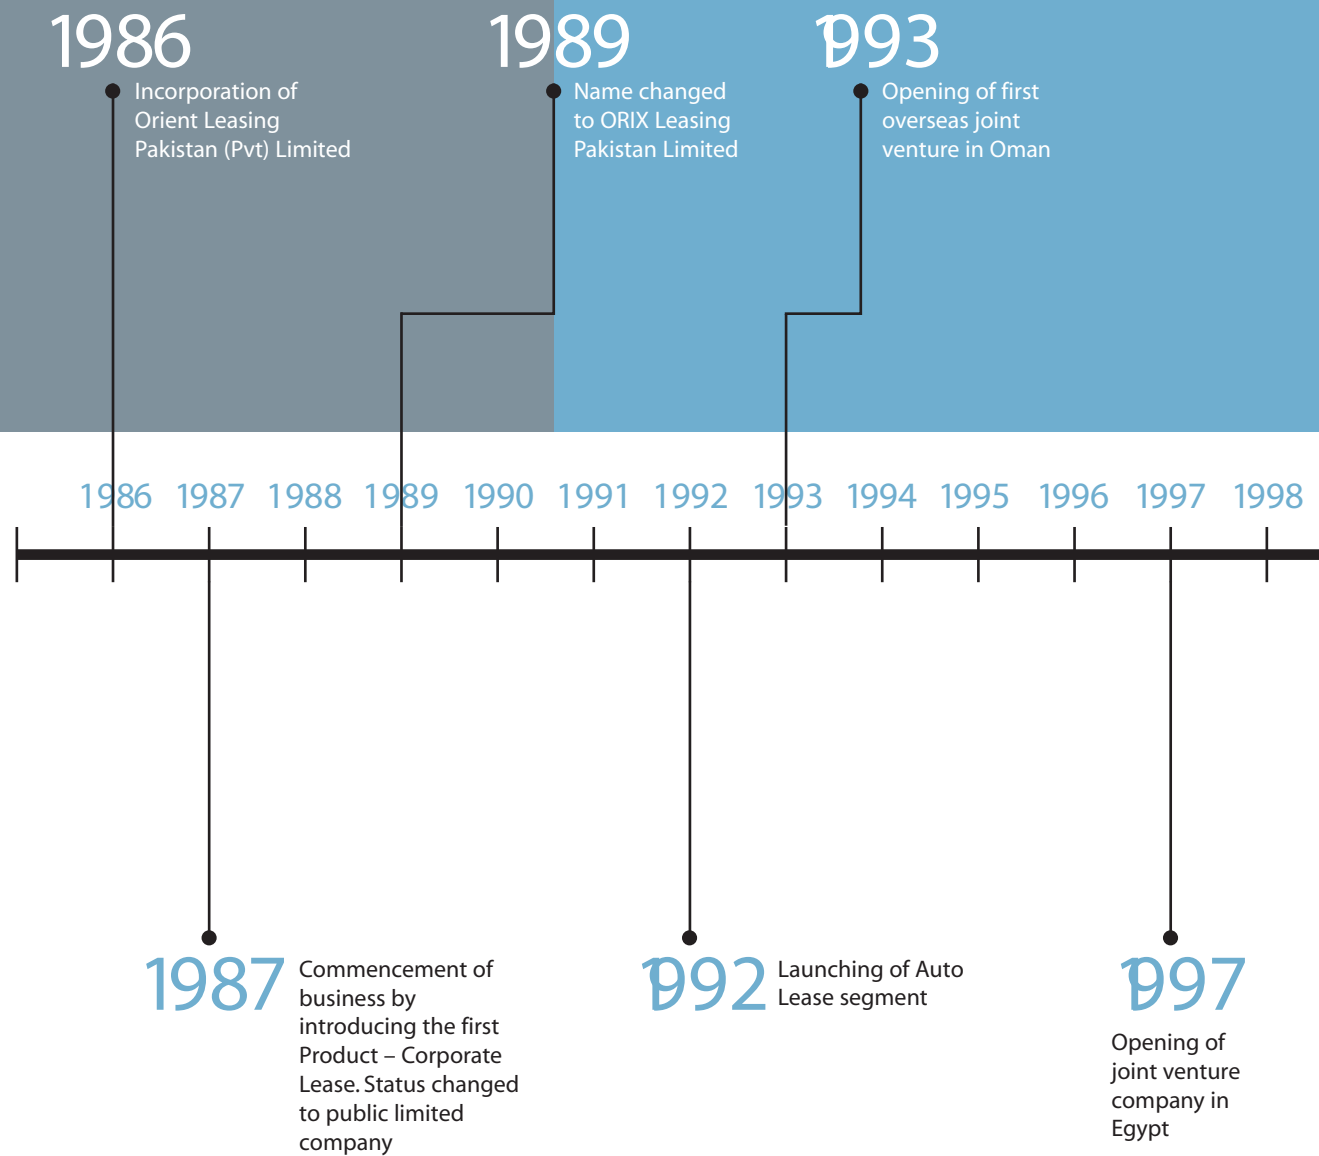 1986
Incorporation of
Orient Leasing
Pakistan (Pvt) Limited
1989
Name changed
to ORIX Leasing
Pakistan Limited
1993
Opening of first
overseas joint
venture in Oman
1986 1987 1988 1989 1990 1991 1992 1993 1994 1995 1996 1997 1998
1987
Commencement of
business by
introducing the first
Product – Corporate
Lease. Status changed
to public limited
company
1992
Launching of Auto
Lease segment
1997
Opening of
joint venture
company in
Egypt